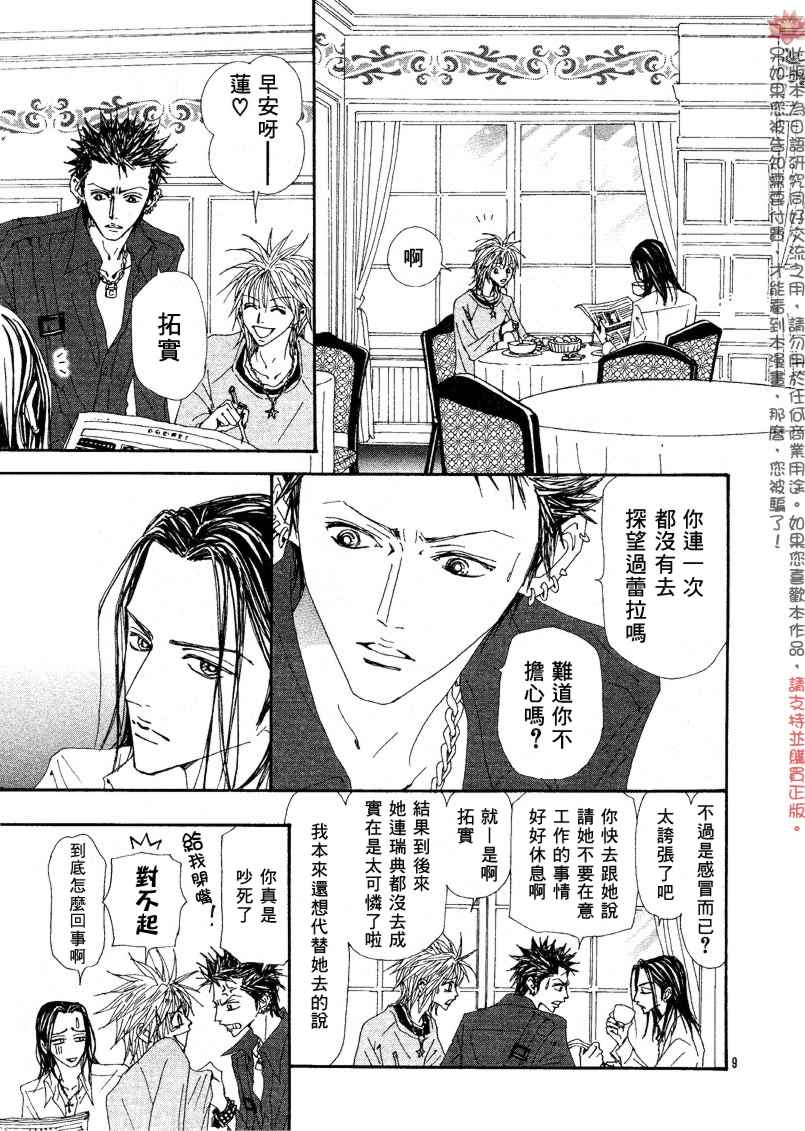 啊
早安呀——
蓮♡
拓實
你連一次
都沒有去
探望過蕾拉嗎
難道你不
擔心嗎？
不過是感冒而已？
太誇張了吧
你快去跟她說
請她不要在意
工作的事情
好好休息啊
就—是啊
拓實
結果到後來
她連瑞典都沒去成
實在是太可憐了啦
我本來還想代替她去的說
你真是
吵死了
給我閉嘴！
對不起
到底怎麼回事啊
9
此版本為日語研究同好交流之用，請勿用於任何商業用途。如果您喜歡本作品，請支持並購買正版。
如果您被告知需要付費，才能看到本漫畫，那麼，您被騙了！